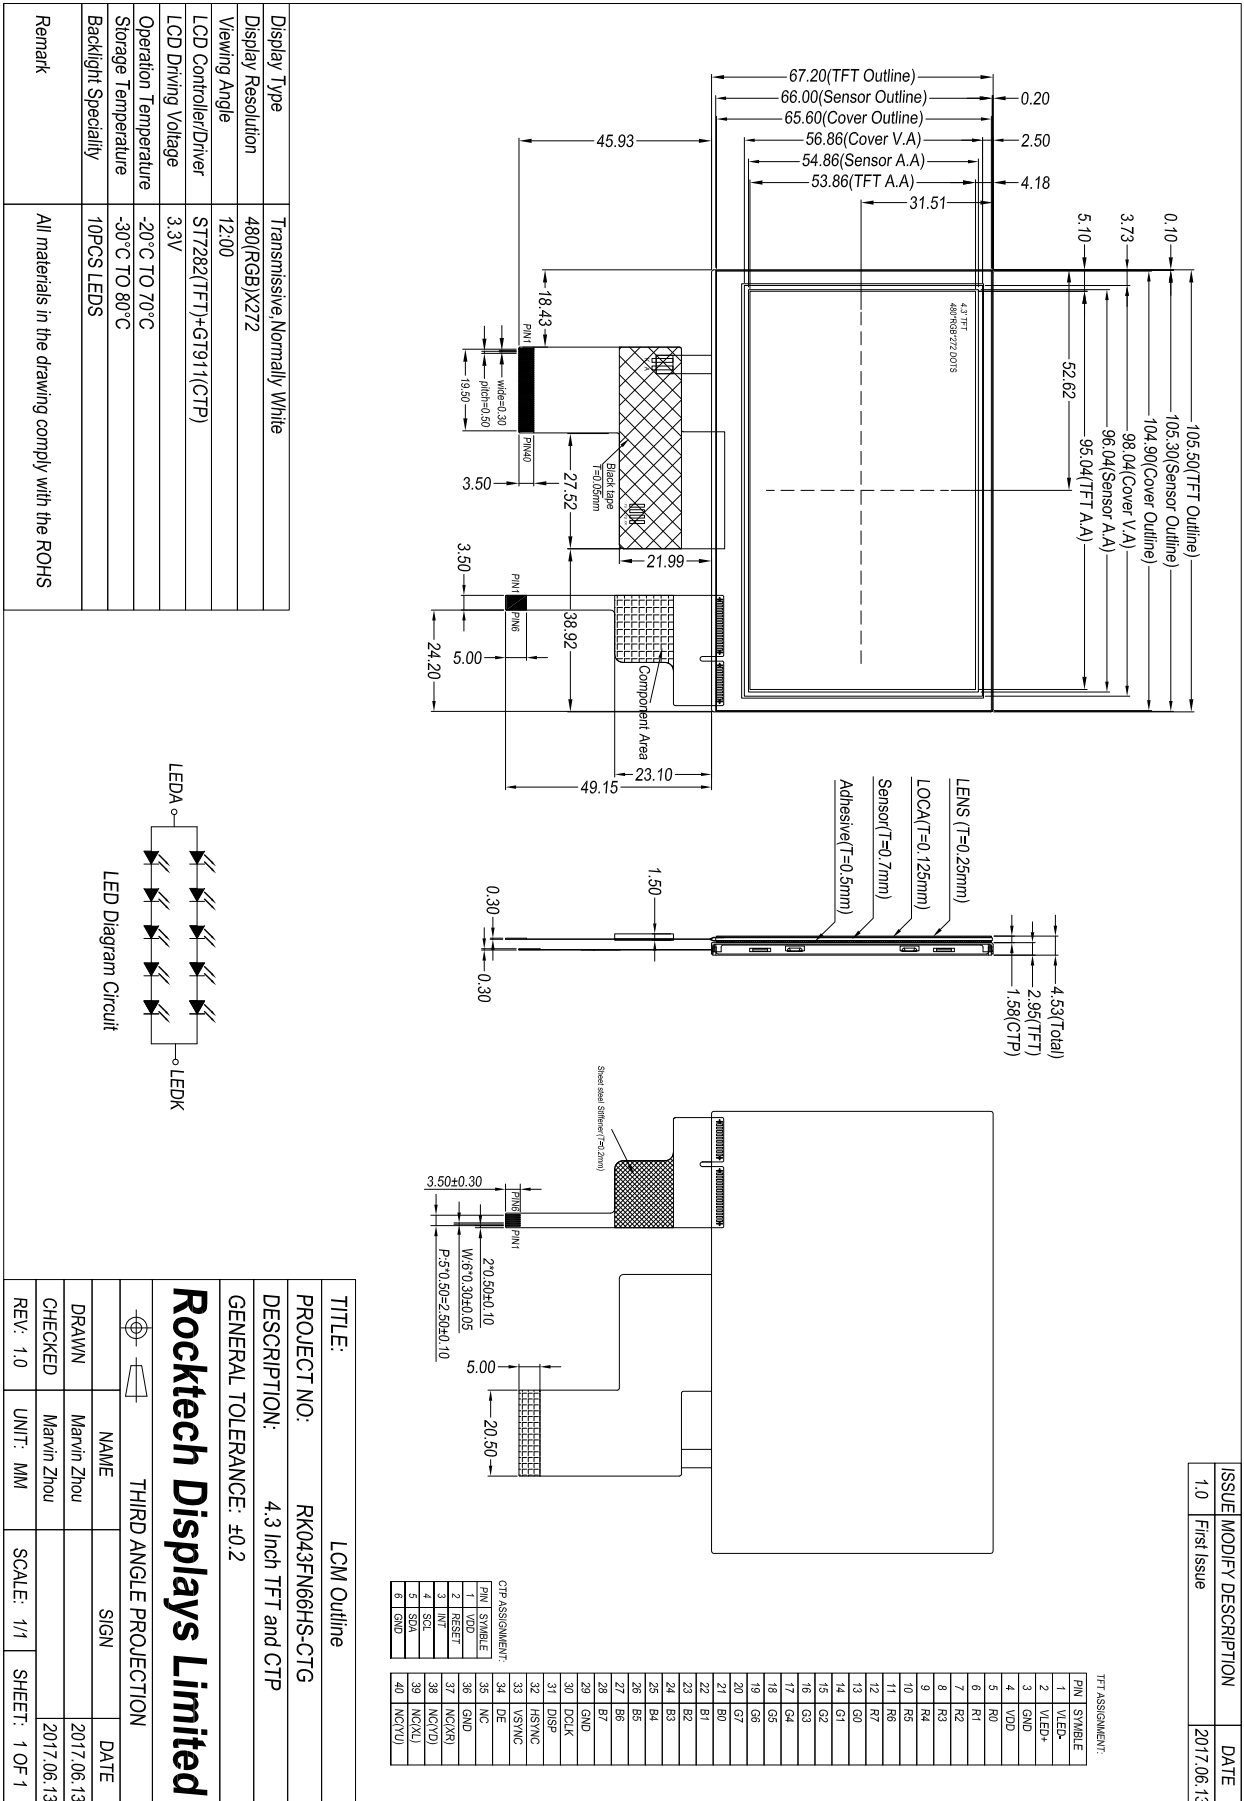 ISSUE MODIFY DESCRIPTION DATE
1.0 First Issue 2017.06.13
105.50(TFT Outline)
105.30(Sensor Outline)
104.90(Cover Outline)
98.04(Cover V.A)
96.04(Sensor A.A)
95.04(TFT A.A)
52.62
0.10
3.73
5.10
67.20(TFT Outline)
66.00(Sensor Outline)
65.60(Cover Outline)
56.86(Cover V.A)
54.86(Sensor A.A)
53.86(TFT A.A)
31.51
0.20
2.50
4.18
45.93
4.3' TFT
480*RGB*272 DOTS
18.43
PIN1
PIN40
wide=0.30
pitch=0.50
19.50
3.50
27.52
Black tape
T=0.05mm
21.99
38.92
3.50
PIN1
PIN6
5.00
24.20
Component Area
23.10
49.15
LENS (T=0.25mm)
LOCA(T=0.125mm)
Sensor(T=0.7mm)
Adhesive(T=0.5mm)
4.53(Total)
2.95(TFT)
1.58(CTP)
1.50
0.30
0.30
Sheet steel Stiffener(T=0.2mm)
3.50±0.30
PIN6
PIN1
2*0.50±0.10
W:6*0.30±0.05
P:5*0.50=2.50±0.10
5.00
20.50
TFT ASSIGNMENT:
PIN SYMBLE
1 VLED-
2 VLED+
3 GND
4 VDD
5 R0
6 R1
7 R2
8 R3
9 R4
10 R5
11 R6
12 R7
13 G0
14 G1
15 G2
16 G3
17 G4
18 G5
19 G6
20 G7
21 B0
22 B1
23 B2
24 B3
25 B4
26 B5
27 B6
28 B7
29 GND
30 DCLK
31 DISP
32 HSYNC
33 VSYNC
34 DE
35 NC
36 GND
37 NC(XR)
38 NC(YD)
39 NC(XL)
40 NC(YU)
CTP ASSIGNMENT:
PIN SYMBLE
1 VDD
2 RESET
3 INT
4 SCL
5 SDA
6 GND
Display Type Transmissive,Normally White
Display Resolution 480(RGB)X272
Viewing Angle 12:00
LCD Controller/Driver ST7282(TFT)+GT911(CTP)
LCD Driving Voltage 3.3V
Operation Temperature -20°C TO 70°C
Storage Temperature -30°C TO 80°C
Backlight Speciality 10PCS LEDS
Remark All materials in the drawing comply with the ROHS
LEDA
LEDK
LED Diagram Circuit
TITLE: LCM Outline
PROJECT NO: RK043FN66HS-CTG
DESCRIPTION: 4.3 Inch TFT and CTP
GENERAL TOLERANCE: ±0.2
Rocktech Displays Limited
THIRD ANGLE PROJECTION
NAME SIGN DATE
DRAWN Marvin Zhou 2017.06.13
CHECKED Marvin Zhou 2017.06.13
REV: 1.0 UNIT: MM SCALE: 1/1 SHEET: 1 OF 1